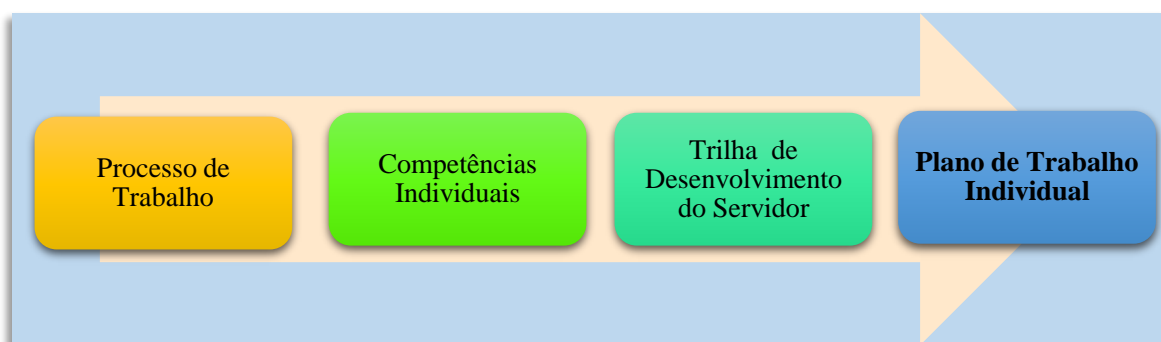 Processo de
Trabalho
Competências
Individuais
Trilha de
Desenvolvimento
do Servidor
Plano de Trabalho
Individual